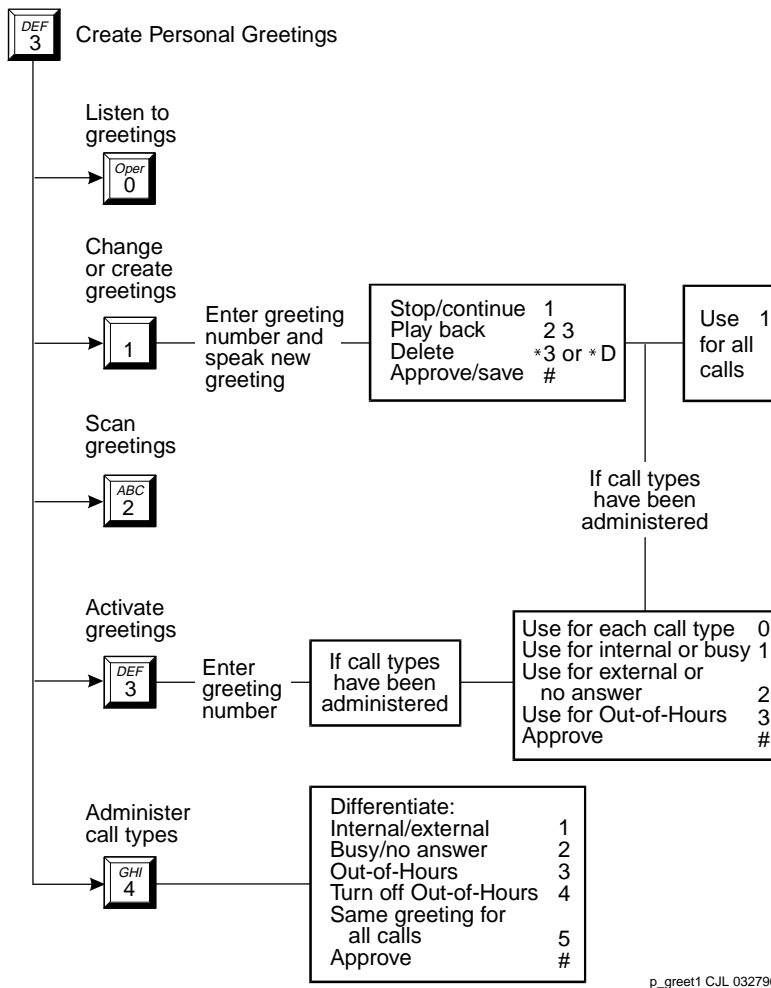 DEF
3
Create Personal Greetings
Listen to
greetings
Oper
0
Change
or create
greetings
1
Enter greeting
number and
speak new
greeting
Stop/continue 1
Play back 2 3
Delete *3 or *D
Approve/save #
Use 1
for all
calls
Scan
greetings
ABC
2
If call types
have been
administered
Activate
greetings
DEF
3
Enter
greeting
number
If call types
have been
administered
Use for each call type 0
Use for internal or busy 1
Use for external or
no answer 2
Use for Out-of-Hours 3
Approve #
Administer
call types
GHI
4
Differentiate:
Internal/external 1
Busy/no answer 2
Out-of-Hours 3
Turn off Out-of-Hours 4
Same greeting for
all calls 5
Approve #
p_greet1 CJL 032796